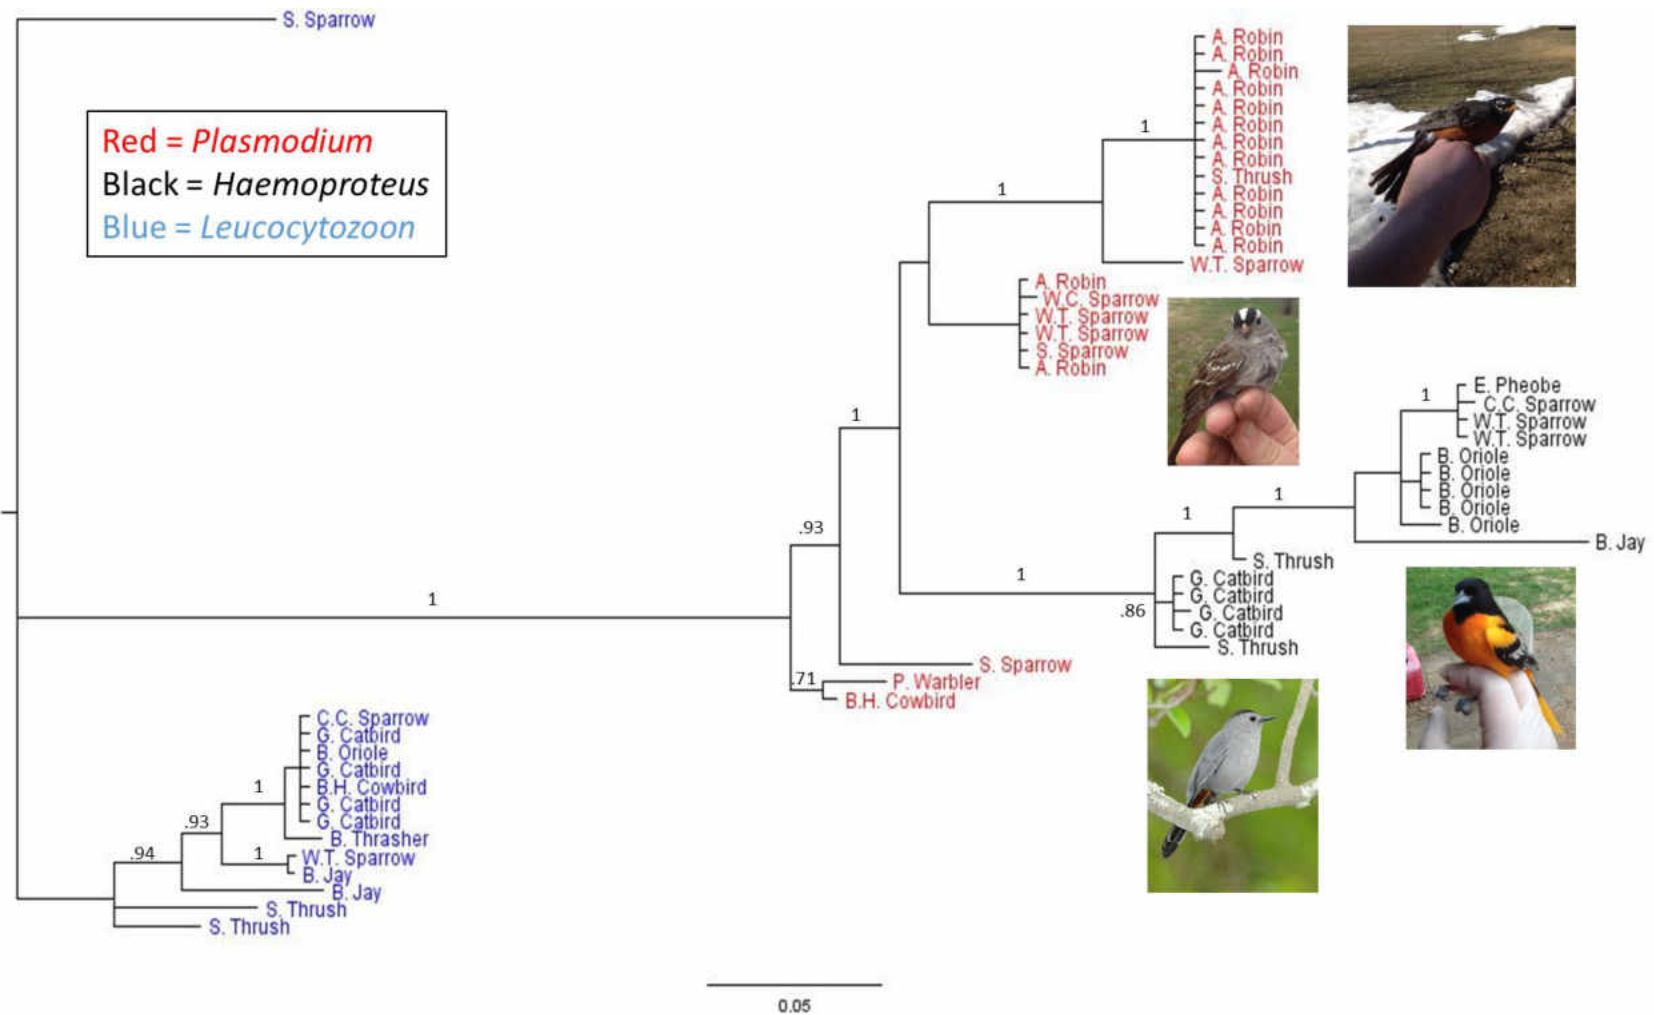 S. Sparrow
Red = Plasmodium
Black = Haemoproteus
Blue = Leucocytozoon
A. Robin
A. Robin
A. Robin
A. Robin
A. Robin
A. Robin
A. Robin
A. Robin
S. Thrush
A. Robin
A. Robin
A. Robin
A. Robin
1
1
W.T. Sparrow
A. Robin
W.C. Sparrow
W.T. Sparrow
W.T. Sparrow
S. Sparrow
A. Robin
1
E. Pheobe
C.C. Sparrow
W.T. Sparrow
W.T. Sparrow
1
B. Oriole
B. Oriole
B. Oriole
B. Oriole
B. Oriole
1
1
B. Jay
.93
S. Thrush
1
G. Catbird
G. Catbird
G. Catbird
G. Catbird
.86
S. Thrush
1
S. Sparrow
.71
P. Warbler
B.H. Cowbird
C.C. Sparrow
G. Catbird
B. Oriole
G. Catbird
B.H. Cowbird
G. Catbird
G. Catbird
1
.93
B. Thrasher
.94
1
W.T. Sparrow
B. Jay
B. Jay
S. Thrush
S. Thrush
0.05